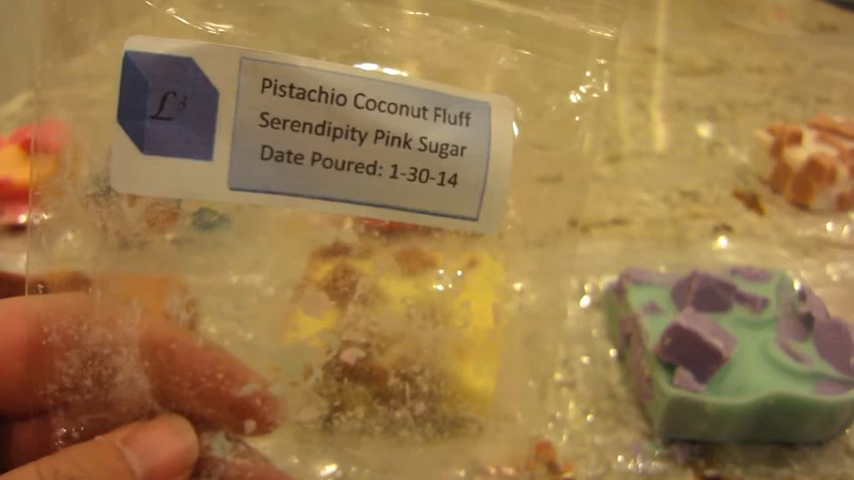 L³
Pistachio Coconut Fluff
Serendipity Pink Sugar
Date Poured: 1-30-14